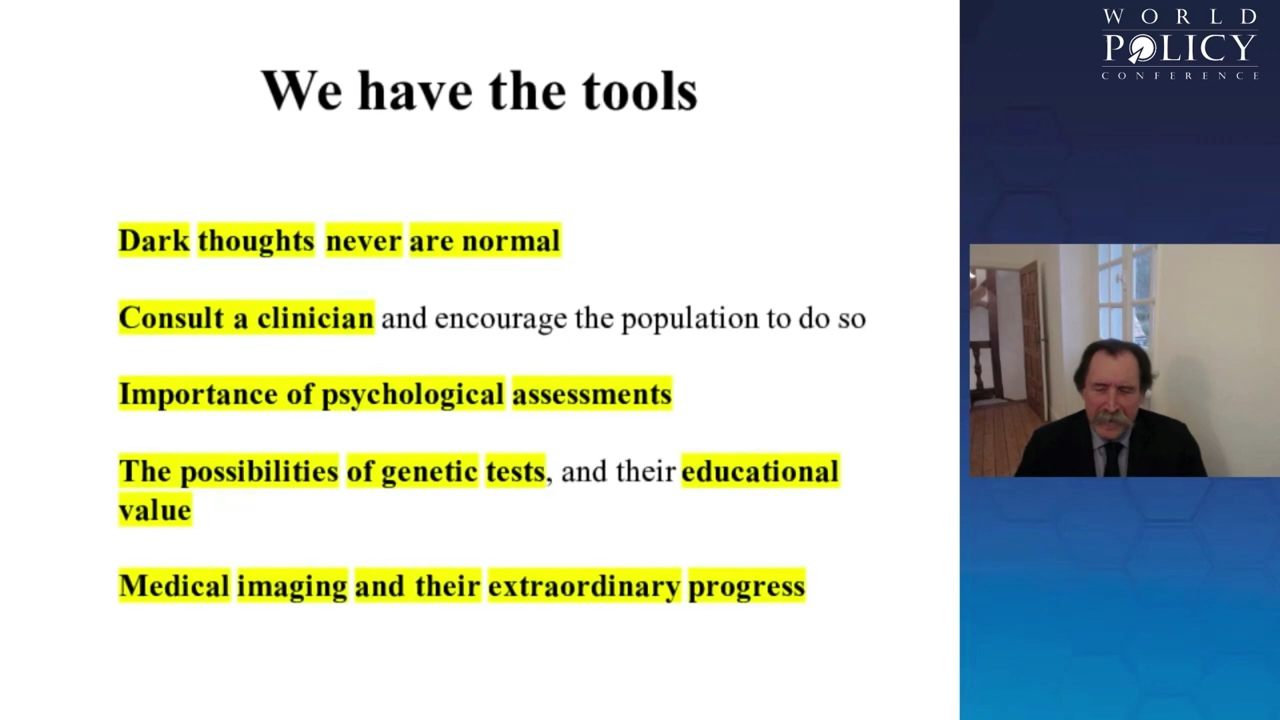 We have the tools
Dark thoughts never are normal
Consult a clinician and encourage the population to do so
Importance of psychological assessments
The possibilities of genetic tests, and their educational
value
Medical imaging and their extraordinary progress
WORLD
POLICY
CONFERENCE